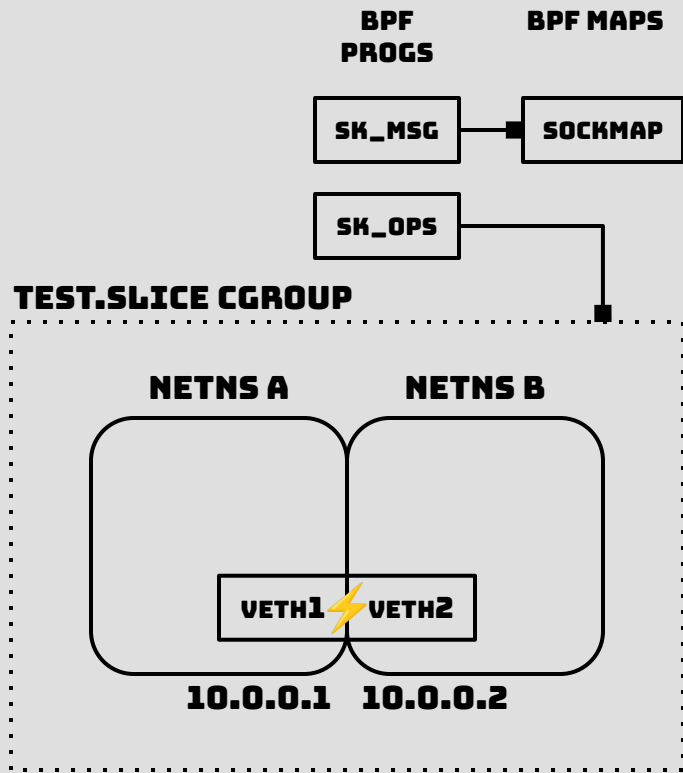 BPF PROGS
BPF MAPS
SK_MSG
SOCKMAP
SK_OPS
TEST.SLICE CGROUP
NETNS A
NETNS B
VETH1
VETH2
10.0.0.1
10.0.0.2